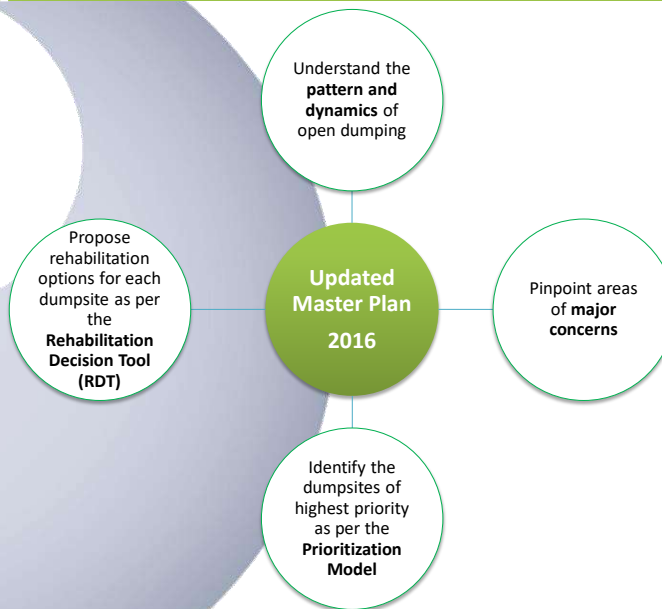 Understand the
pattern and
dynamics of
open dumping
Propose
rehabilitation
options for each
dumpsite as per
the
Rehabilitation
Decision Tool
(RDT)
Updated
Master Plan
2016
Pinpoint areas
of major
concerns
Identify the
dumpsites of
highest priority
as per the
Prioritization
Model